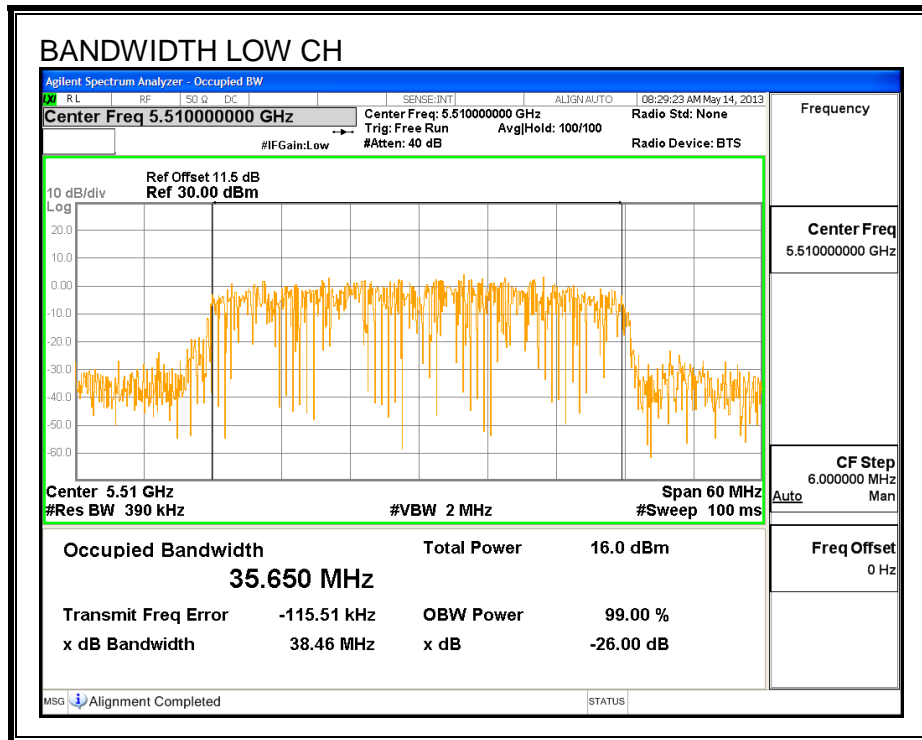 BANDWIDTH LOW CH
Agilent Spectrum Analyzer - Occupied BW
LXI RL RF 50 Ω DC SENSE:INT ALIGN AUTO 08:29:23 AM May 14, 2013
Center Freq 5.510000000 GHz
Center Freq: 5.510000000 GHz
Radio Std: None
Trig: Free Run Avg|Hold: 100/100
#IFGain:Low
#Atten: 40 dB
Radio Device: BTS
Ref Offset 11.5 dB
10 dB/div Ref 30.00 dBm
Log
20.0
10.0
0.00
-10.0
-20.0
-30.0
-40.0
-50.0
-60.0
Center 5.51 GHz Span 60 MHz
#Res BW 390 kHz #VBW 2 MHz #Sweep 100 ms
Occupied Bandwidth Total Power 16.0 dBm
35.650 MHz
Transmit Freq Error -115.51 kHz OBW Power 99.00 %
x dB Bandwidth 38.46 MHz x dB -26.00 dB
MSG Alignment Completed STATUS
Frequency
Center Freq
5.510000000 GHz
CF Step
6.000000 MHz
Auto Man
Freq Offset
0 Hz